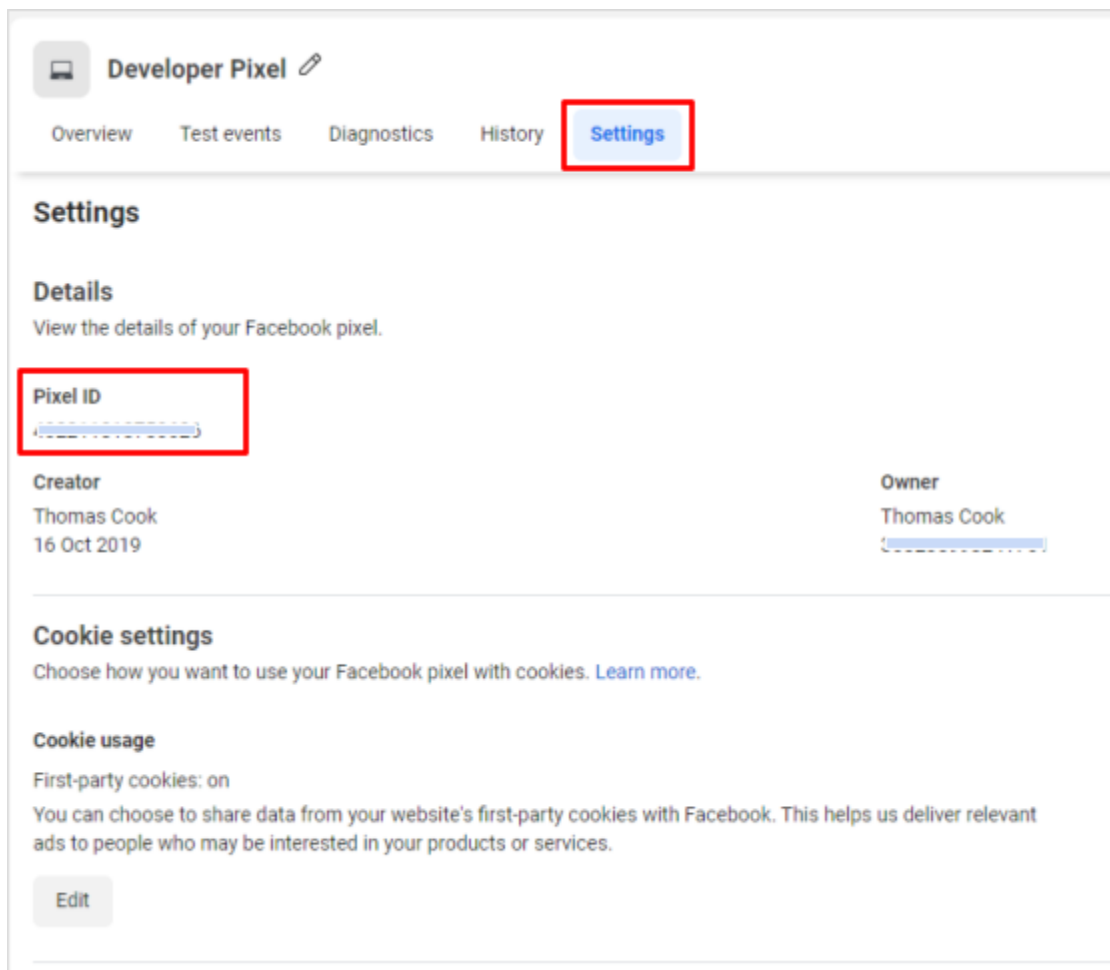 Developer Pixel
Overview Test events Diagnostics History Settings
Settings
Details
View the details of your Facebook pixel.
Pixel ID
Creator Owner
Thomas Cook Thomas Cook
16 Oct 2019
Cookie settings
Choose how you want to use your Facebook pixel with cookies. Learn more.
Cookie usage
First-party cookies: on
You can choose to share data from your website's first-party cookies with Facebook. This helps us deliver relevant
ads to people who may be interested in your products or services.
Edit